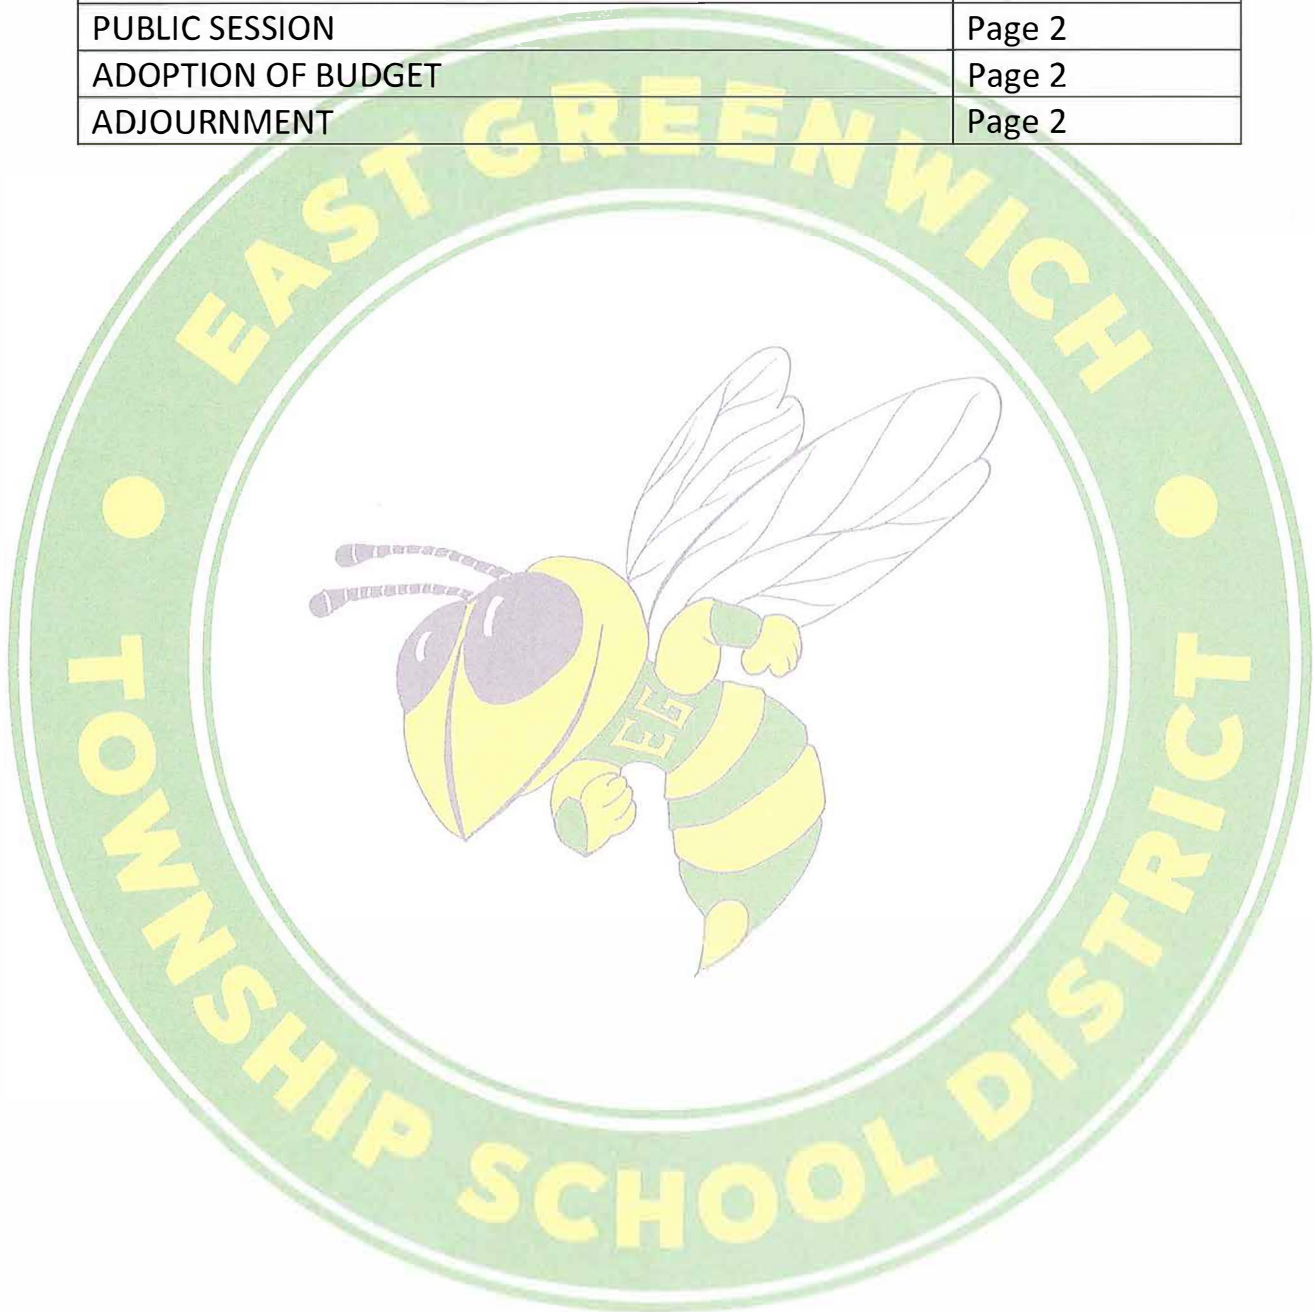 PUBLIC SESSION Page 2
ADOPTION OF BUDGET Page 2
ADJOURNMENT Page 2
EAST GREENWICH
TOWNSHIP SCHOOL DISTRICT
EG